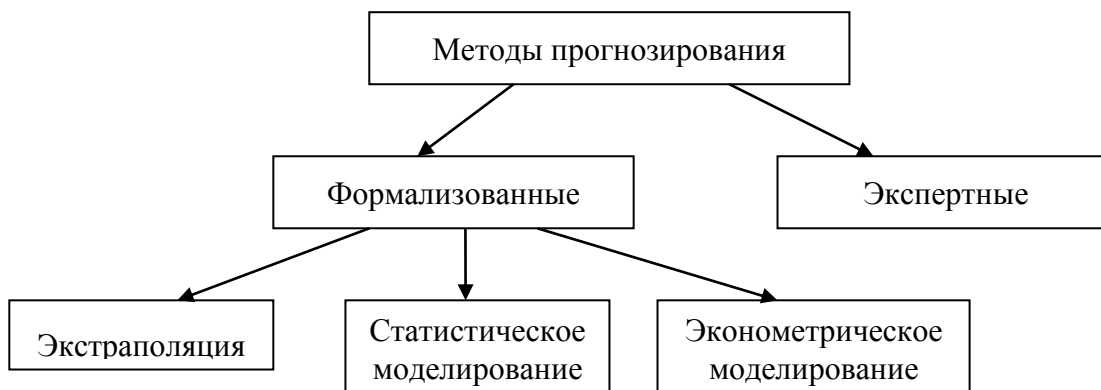 Методы прогнозирования
Формализованные
Экспертные
Экстраполяция
Статистическое
моделирование
Эконометрическое
моделирование